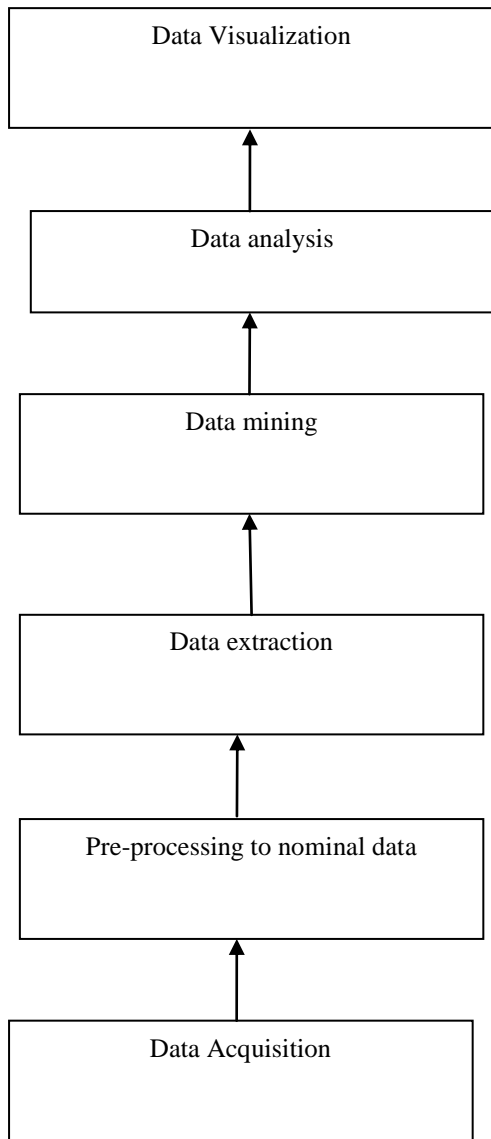 Data Visualization
Data analysis
Data mining
Data extraction
Pre-processing to nominal data
Data Acquisition